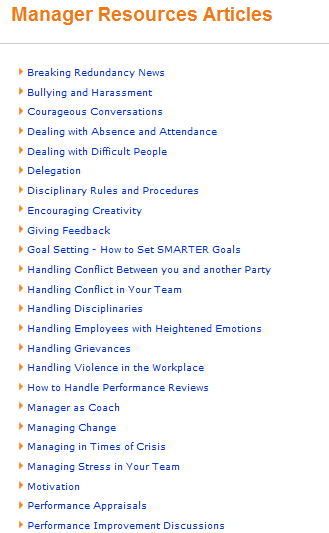 Manager Resources Articles
Breaking Redundancy News
Bullying and Harassment
Courageous Conversations
Dealing with Absence and Attendance
Dealing with Difficult People
Delegation
Disciplinary Rules and Procedures
Encouraging Creativity
Giving Feedback
Goal Setting - How to Set SMARTER Goals
Handling Conflict Between you and another Party
Handling Conflict in Your Team
Handling Disciplinaries
Handling Employees with Heightened Emotions
Handling Grievances
Handling Violence in the Workplace
How to Handle Performance Reviews
Manager as Coach
Managing Change
Managing in Times of Crisis
Managing Stress in Your Team
Motivation
Performance Appraisals
Performance Improvement Discussions